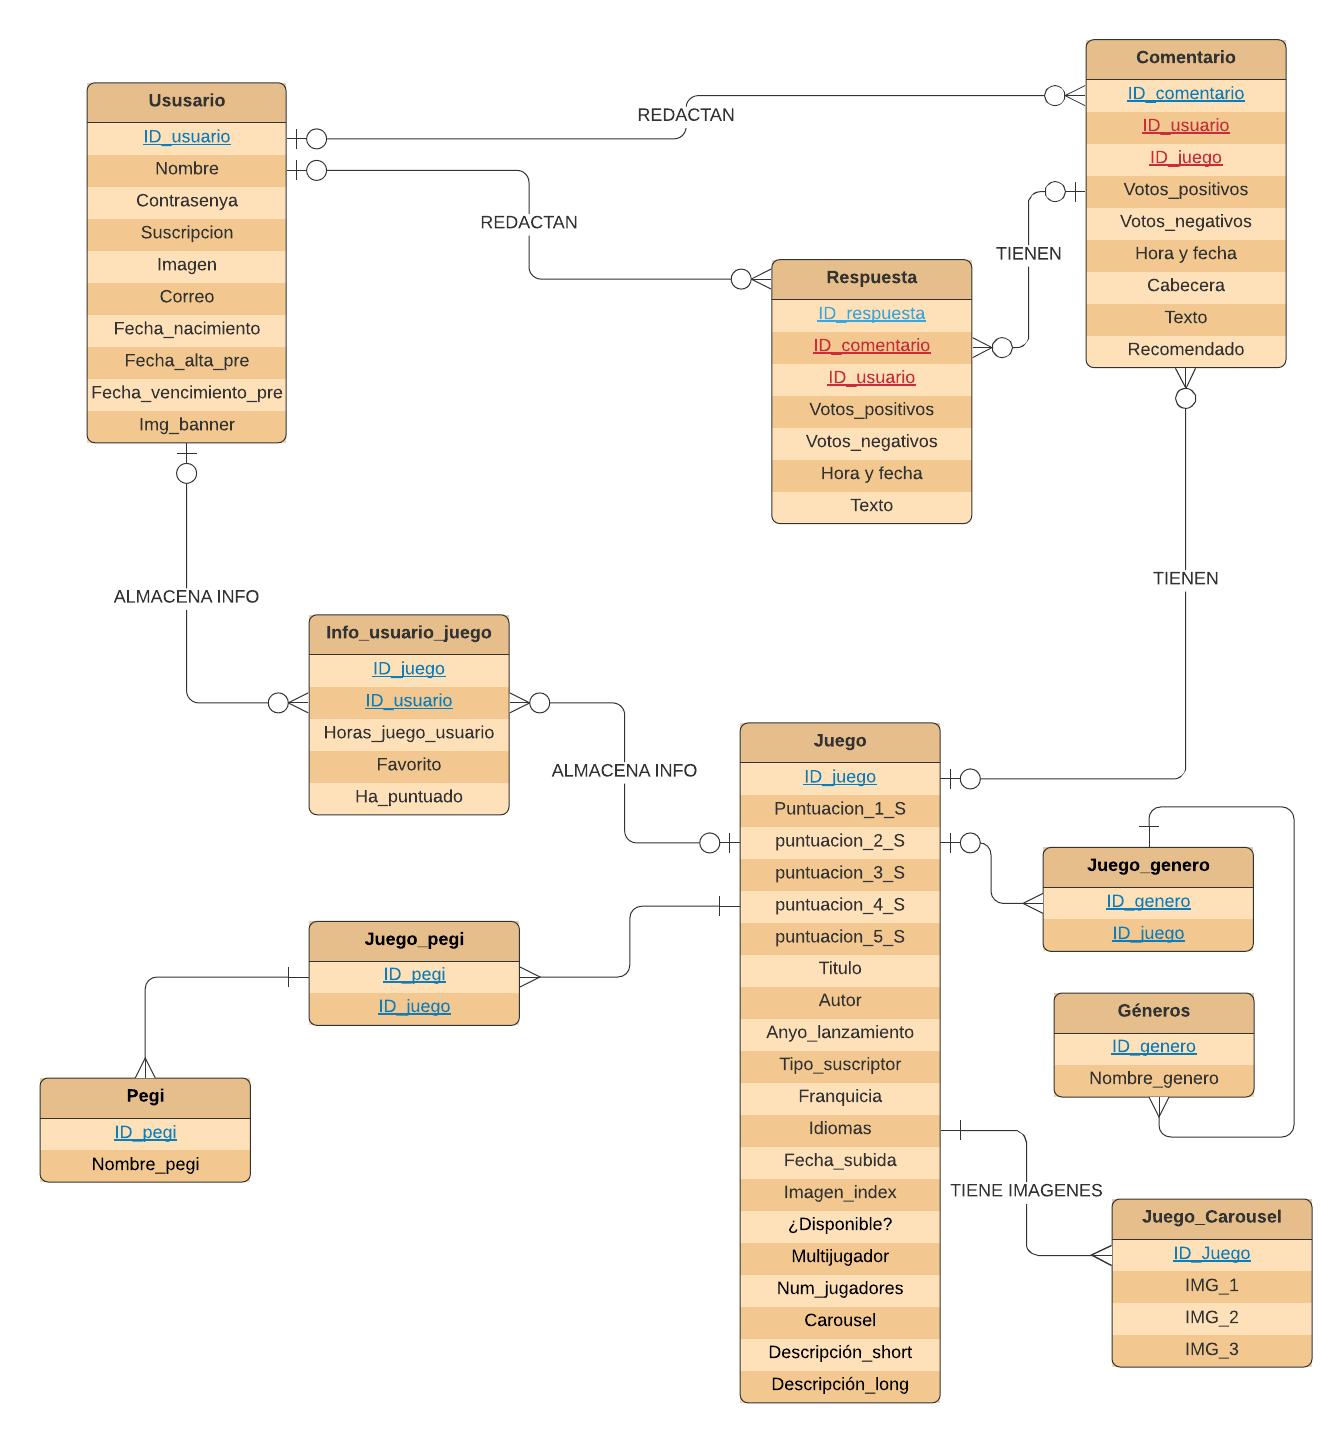 Ususario
ID_usuario
Nombre
Contrasenya
Suscripcion
Imagen
Correo
Fecha_nacimiento
Fecha_alta_pre
Fecha_vencimiento_pre
Img_banner
REDACTAN
REDACTAN
Comentario
ID_comentario
ID_usuario
ID_juego
Votos_positivos
Votos_negativos
Hora y fecha
Cabecera
Texto
Recomendado
TIENEN
Respuesta
ID_respuesta
ID_comentario
ID_usuario
Votos_positivos
Votos_negativos
Hora y fecha
Texto
TIENEN
ALMACENA INFO
Info_usuario_juego
ID_juego
ID_usuario
Horas_juego_usuario
Favorito
Ha_puntuado
ALMACENA INFO
Juego
ID_juego
Puntuacion_1_S
puntuacion_2_S
puntuacion_3_S
puntuacion_4_S
puntuacion_5_S
Titulo
Autor
Anyo_lanzamiento
Tipo_suscriptor
Franquicia
Idiomas
Fecha_subida
Imagen_index
¿Disponible?
Multijugador
Num_jugadores
Carousel
Descripción_short
Descripción_long
Juego_genero
ID_genero
ID_juego
Juego_pegi
ID_pegi
ID_juego
Géneros
ID_genero
Nombre_genero
Pegi
ID_pegi
Nombre_pegi
TIENE IMAGENES
Juego_Carousel
ID_Juego
IMG_1
IMG_2
IMG_3